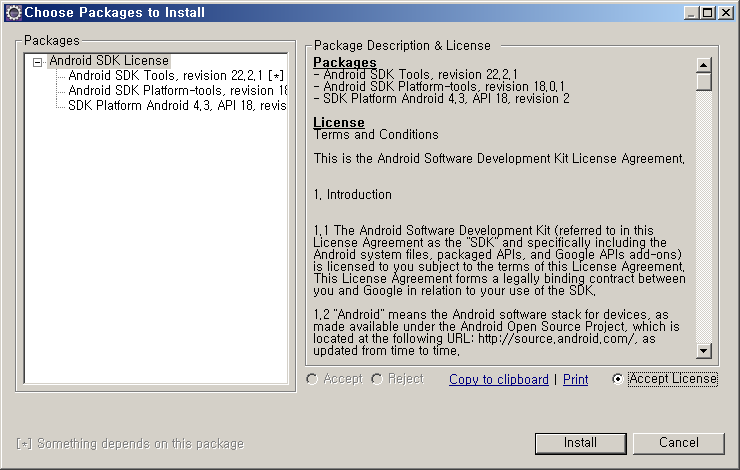 Choose Packages to Install
Packages
Android SDK License
Android SDK Tools, revision 22,2,1 [*]
Android SDK Platform-tools, revision 18
SDK Platform Android 4,3, API 18, revis
Package Description & License
Packages
- Android SDK Tools, revision 22,2,1
- Android SDK Platform-tools, revision 18,0,1
- SDK Platform Android 4,3, API 18, revision 2
License
Terms and Conditions
This is the Android Software Development Kit License Agreement,
1, Introduction
1,1 The Android Software Development Kit (referred to in this
License Agreement as the "SDK" and specifically including the
Android system files, packaged APIs, and Google APIs add-ons)
is licensed to you subject to the terms of this License Agreement,
This License Agreement forms a legally binding contract between
you and Google in relation to your use of the SDK,
1,2 "Android" means the Android software stack for devices, as
made available under the Android Open Source Project, which is
located at the following URL: http://source,android,com/, as
updated from time to time,
Accept Reject Copy to clipboard | Print Accept License
[*] Something depends on this package
Install Cancel